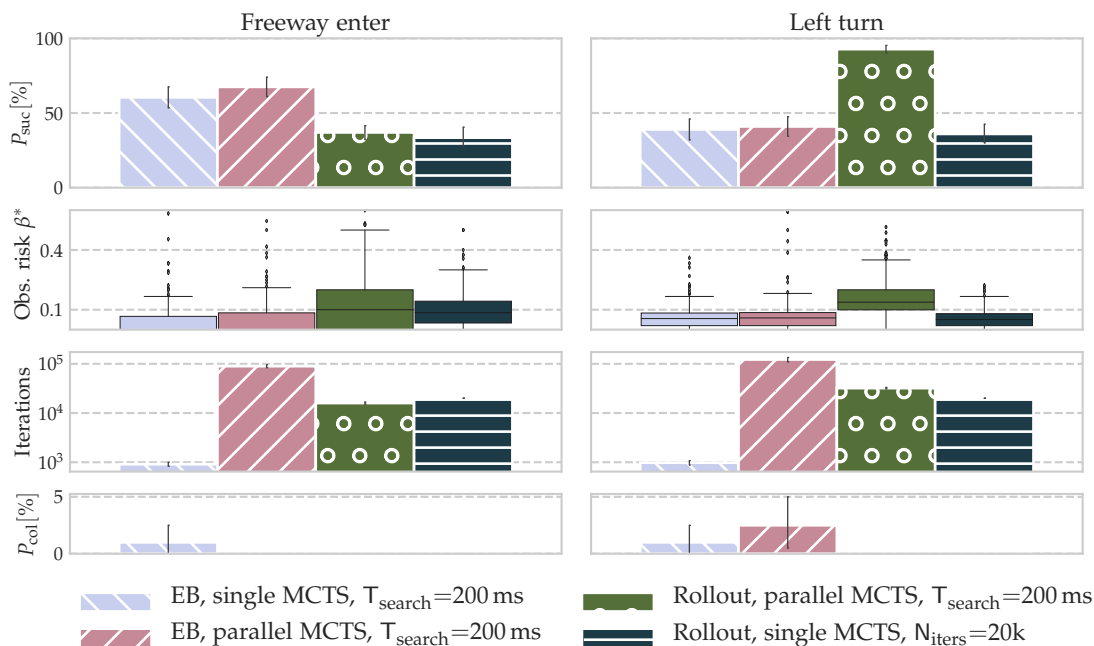 Freeway enter
Left turn
P_suc [%]
100
50
0
Obs. risk β*
0.4
0.1
Iterations
10^5
10^4
10^3
P_col [%]
5
0
EB, single MCTS, T_search=200 ms
EB, parallel MCTS, T_search=200 ms
Rollout, parallel MCTS, T_search=200 ms
Rollout, single MCTS, N_iters=20k